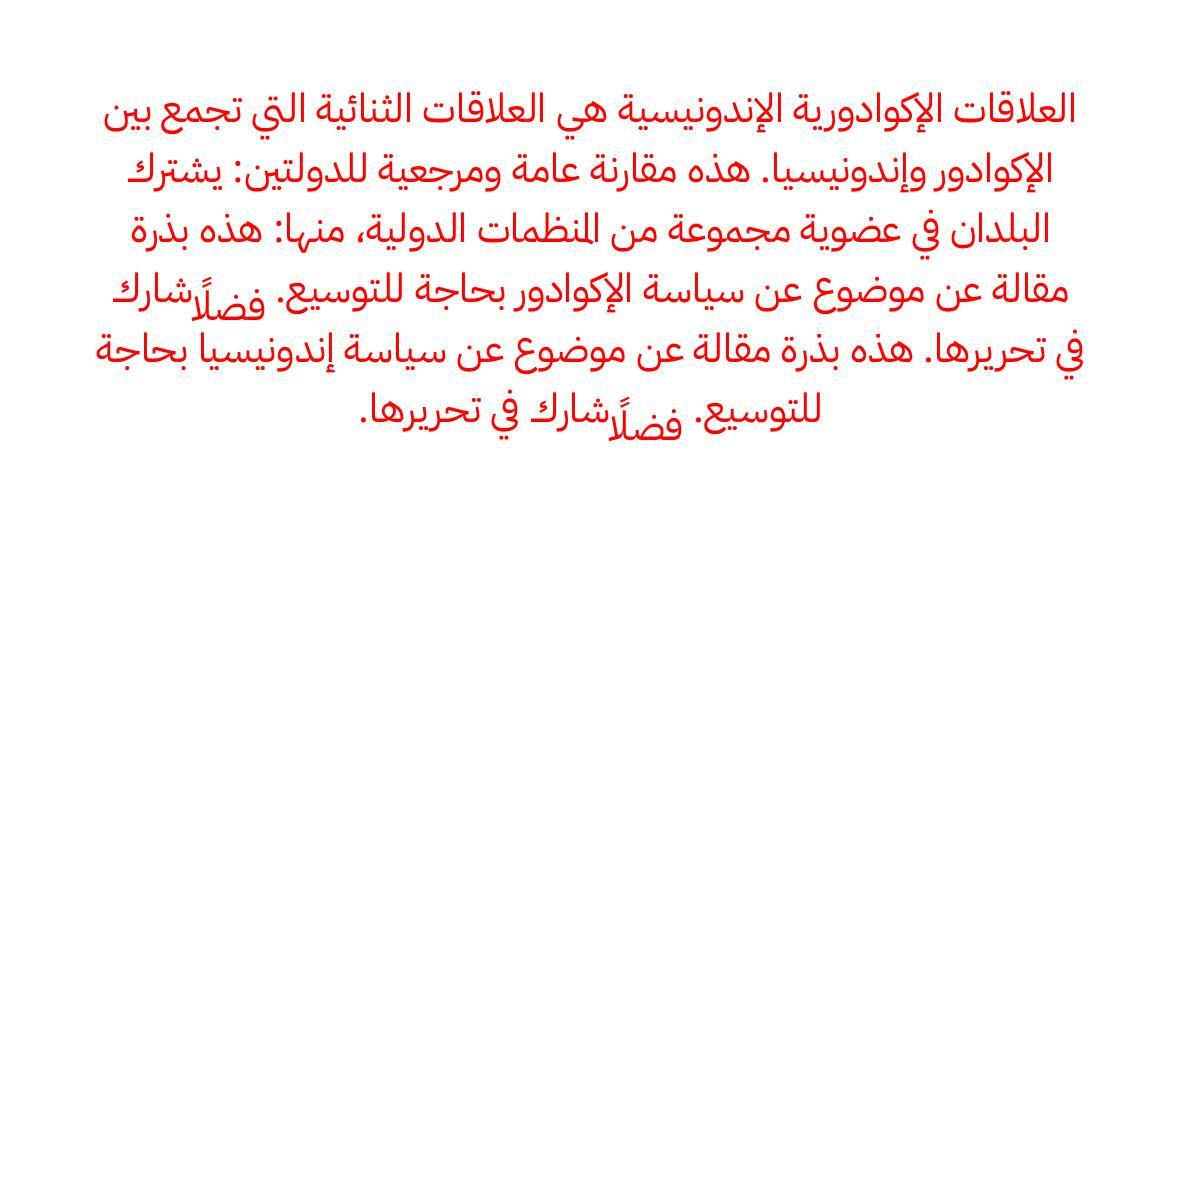 العلاقات الإكوادورية الإندونيسية هي العلاقات الثنائية التي تجمع بين
الإكوادور وإندونيسيا. هذه مقارنة عامة ومرجعية للدولتين: يشترك
البلدان في عضوية مجموعة من المنظمات الدولية، منها: هذه بذرة
مقالة عن موضوع عن سياسة الإكوادور بحاجة للتوسيع. فضلًا شارك
في تحريرها. هذه بذرة مقالة عن موضوع عن سياسة إندونيسيا بحاجة
للتوسيع. فضلًا شارك في تحريرها.